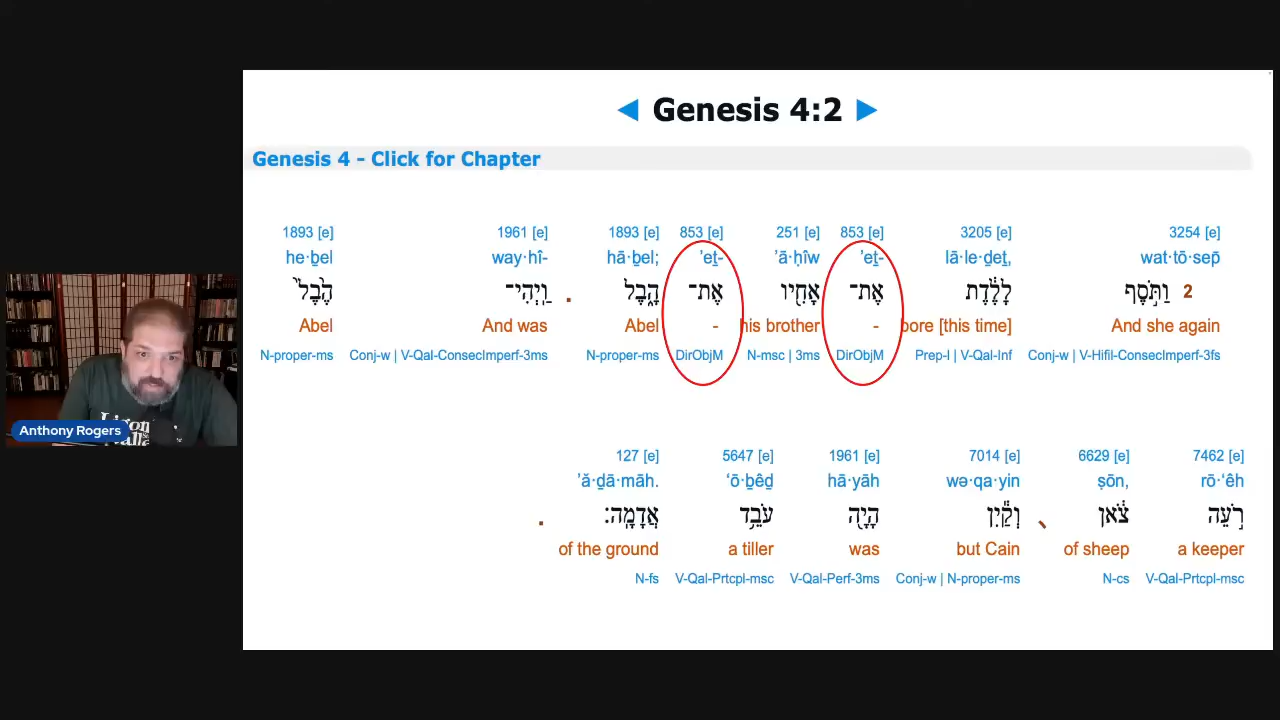 ◄ Genesis 4:2 ►
Genesis 4 - Click for Chapter
1893 [e] 1961 [e] 1893 [e] 853 [e] 251 [e] 853 [e] 3205 [e] 3254 [e]
he·ḇel way·hî- hā·ḇel; ’eṯ- ’ā·ḥîw ’eṯ- lā·le·ḏeṯ, wat·tō·sep̄
2 וַתֹּ֣סֶף לָלֶ֔דֶת אֶת־ אָחִ֖יו אֶת־ הָ֑בֶל . וַֽיְהִי־ הֶ֙בֶל֙
Abel And was Abel - his brother - bore [this time] And she again
N-proper-ms Conj-w | V-Qal-ConsecImperf-3ms N-proper-ms DirObjM N-msc | 3ms DirObjM Prep-l | V-Qal-Inf Conj-w | V-Hifil-ConsecImperf-3fs
127 [e] 5647 [e] 1961 [e] 7014 [e] 6629 [e] 7462 [e]
’ă·ḏā·māh. ‘ō·ḇêḏ hā·yāh wə·qa·yin ṣōn, rō·‘êh
רֹ֣עֵה צֹ֔אן 、 וְקַ֕יִן הָיָ֖ה עֹבֵ֥ד אֲדָמָֽה׃ .
of the ground a tiller was but Cain of sheep a keeper
N-fs V-Qal-Prtcpl-msc V-Qal-Perf-3ms Conj-w | N-proper-ms N-cs V-Qal-Prtcpl-msc
Anthony Rogers